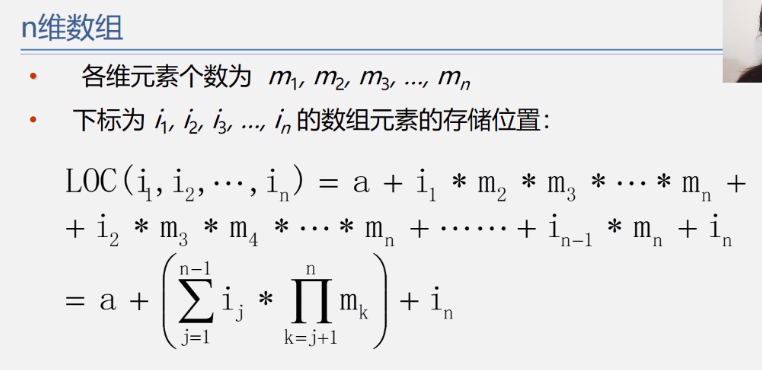 n维数组
• 各维元素个数为 m₁, m₂, m₃, ..., mₙ
• 下标为 i₁, i₂, i₃, ..., iₙ 的数组元素的存储位置：
LOC(i₁,i₂,⋯,iₙ) = a + i₁ * m₂ * m₃ * ⋯ * mₙ +
+ i₂ * m₃ * m₄ * ⋯ * mₙ + ⋯⋯ + iₙ₋₁ * mₙ + iₙ
= a + (∑_{j=1}^{n-1} i_j * ∏_{k=j+1}^{n} m_k) + iₙ